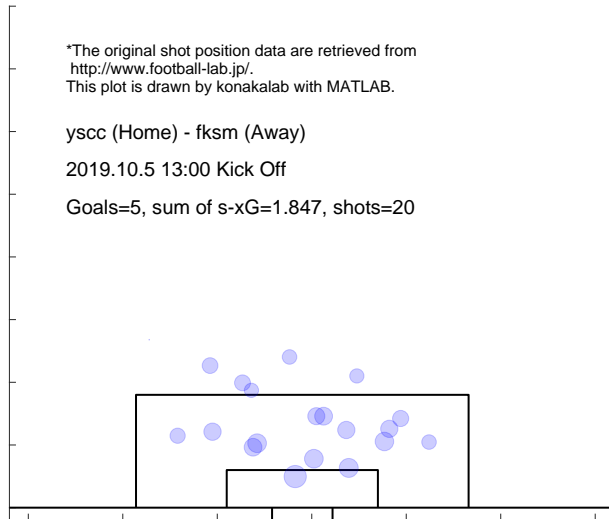 *The original shot position data are retrieved from
http://www.football-lab.jp/.
This plot is drawn by konakalab with MATLAB.
yscc (Home) - fksm (Away)
2019.10.5 13:00 Kick Off
Goals=5, sum of s-xG=1.847, shots=20